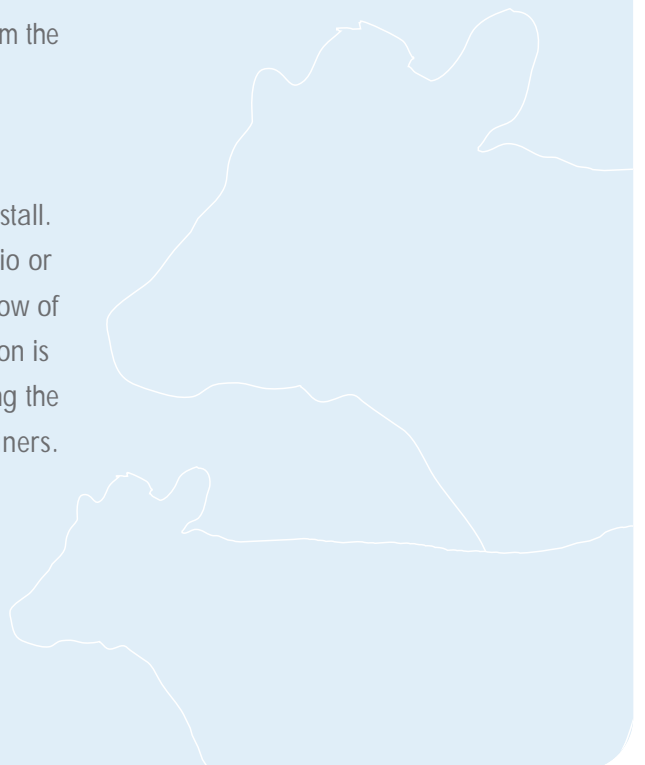 m the
stall.
io or
ow of
on is
ng the
ners.